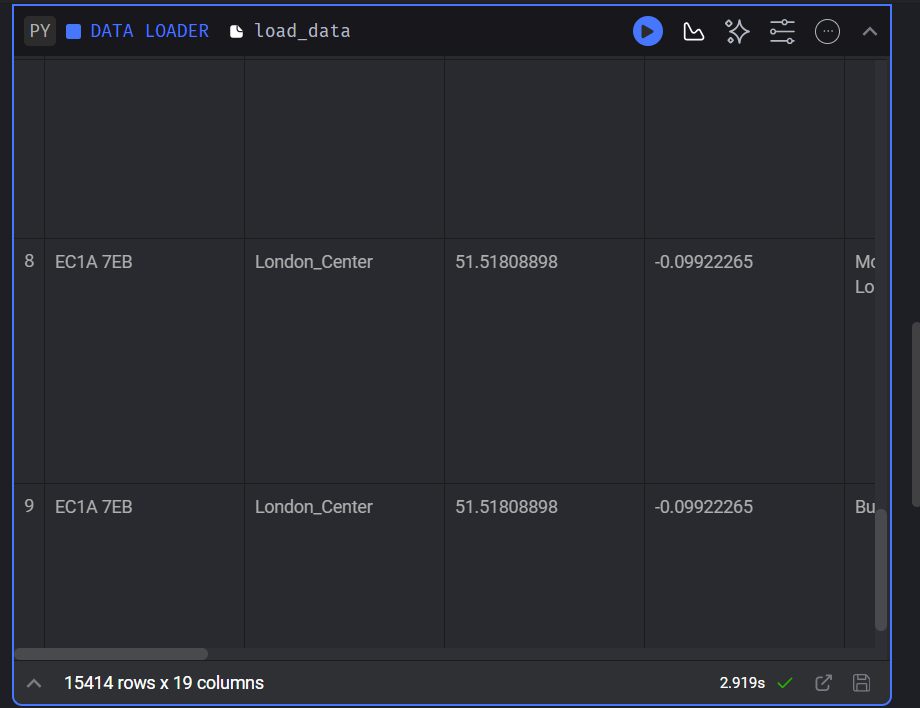 PY DATA LOADER load_data
8 EC1A 7EB London_Center 51.51808898 -0.09922265 Mc
Lo
9 EC1A 7EB London_Center 51.51808898 -0.09922265 Bu
15414 rows x 19 columns 2.919s